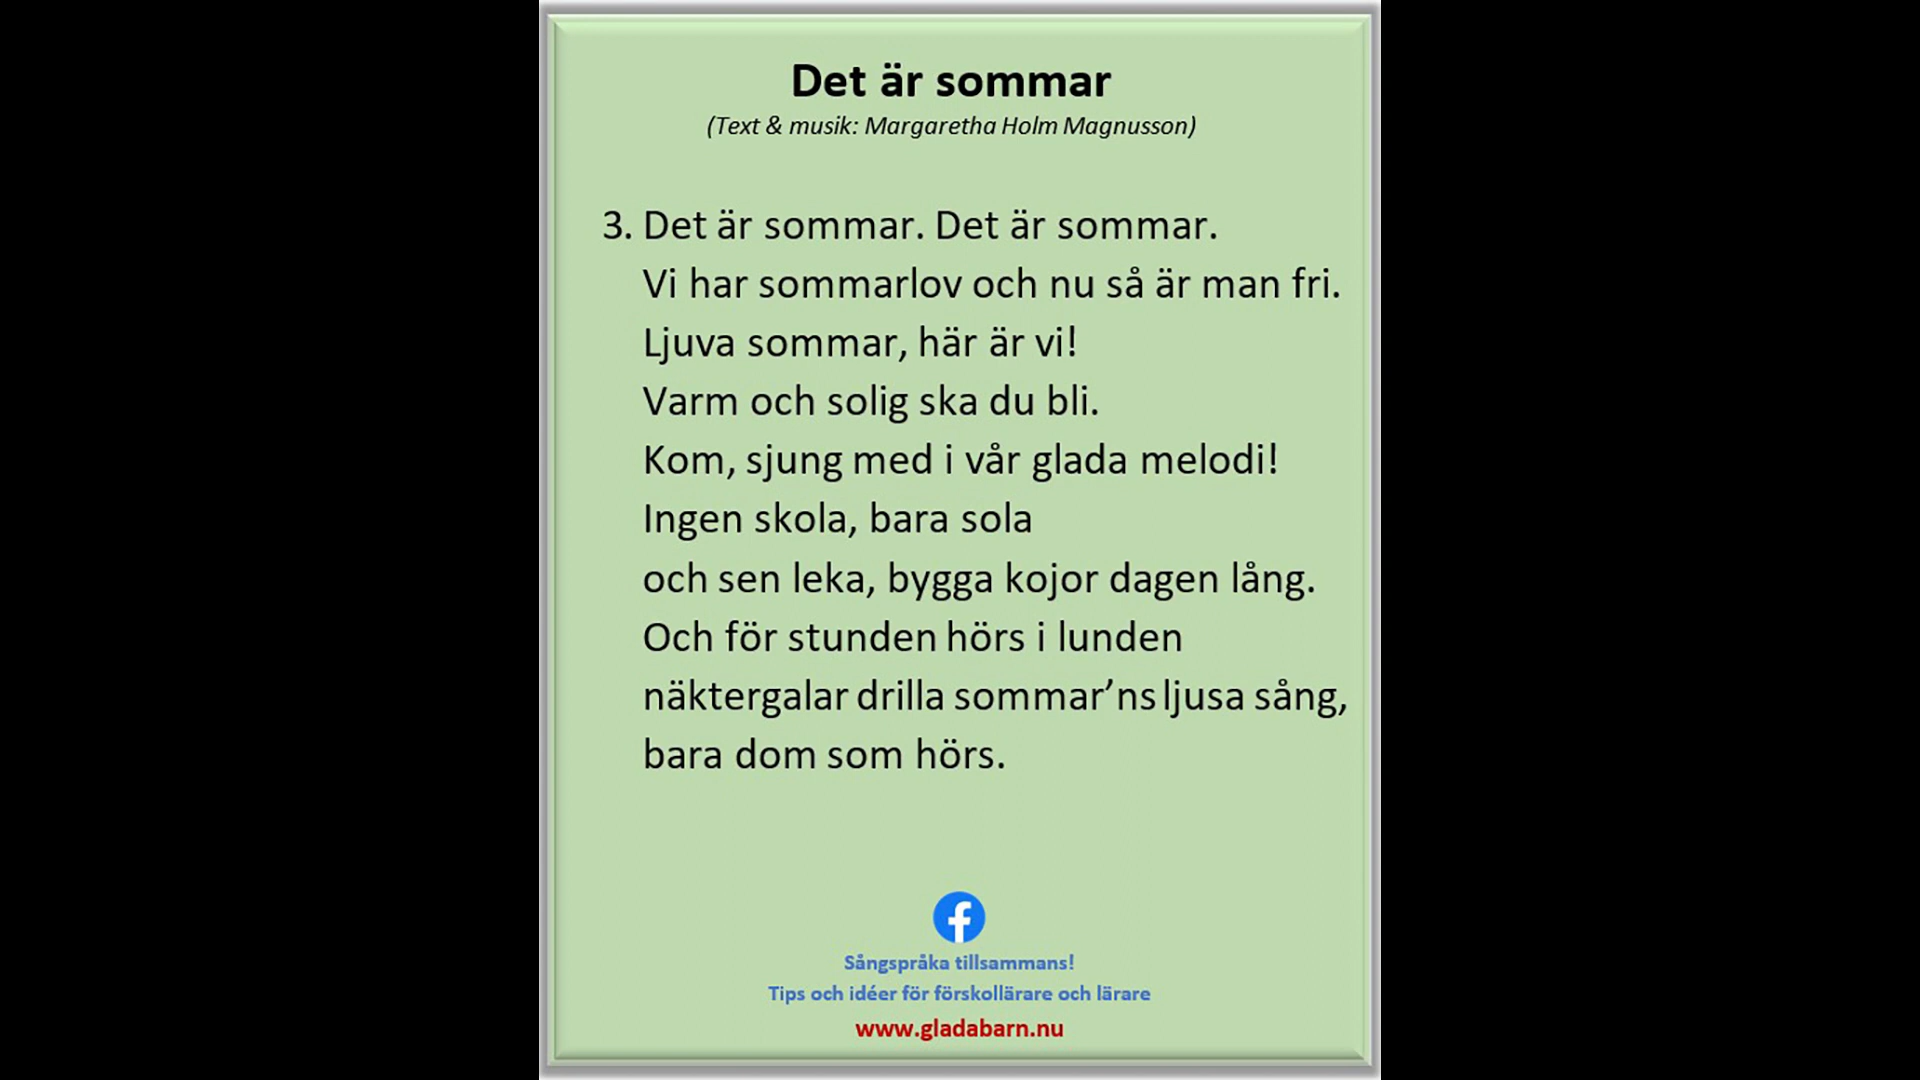 Det är sommar
(Text & musik: Margaretha Holm Magnusson)
3. Det är sommar. Det är sommar.
Vi har sommarlov och nu så är man fri.
Ljuva sommar, här är vi!
Varm och solig ska du bli.
Kom, sjung med i vår glada melodi!
Ingen skola, bara sola
och sen leka, bygga kojor dagen lång.
Och för stunden hörs i lunden
näktergalar drilla sommar’ns ljusa sång,
bara dom som hörs.
Sångspråka tillsammans!
Tips och idéer för förskollärare och lärare
www.gladabarn.nu